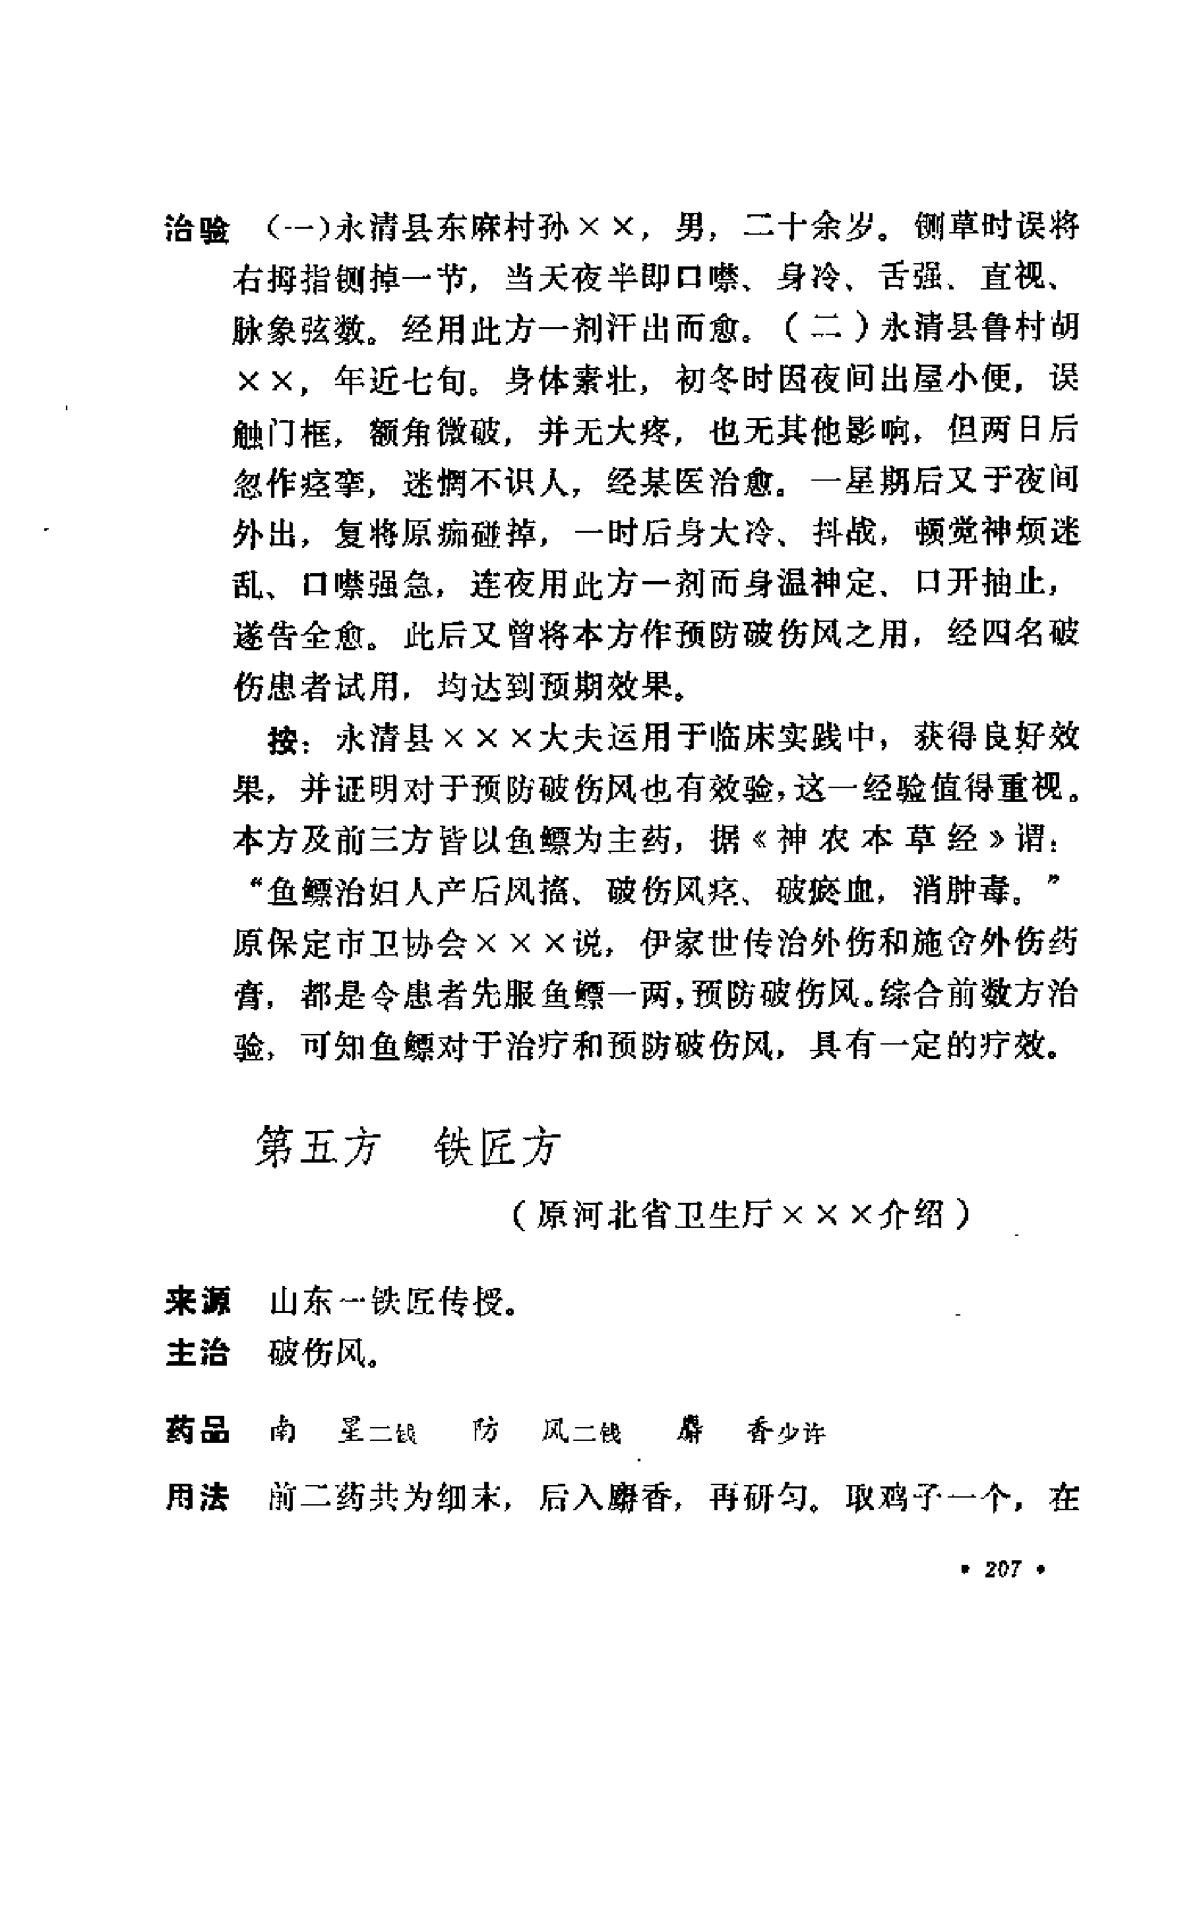 治验 （一）永清县东麻村孙××，男，二十余岁。铡草时误将
右拇指铡掉一节，当天夜半即口噤、身冷、舌强、直视、
脉象弦数。经用此方一剂汗出而愈。（二）永清县鲁村胡
××，年近七旬。身体素壮，初冬时因夜间出屋小便，误
触门框，额角微破，并无大疼，也无其他影响，但两日后
忽作痉挛，迷惘不识人，经某医治愈。一星期后又于夜间
外出，复将原痂碰掉，一时后身大冷、抖战，顿觉神烦迷
乱、口噤强急，连夜用此方一剂而身温神定、口开抽止，
遂告全愈。此后又曾将本方作预防破伤风之用，经四名破
伤患者试用，均达到预期效果。
按：永清县×××大夫运用于临床实践中，获得良好效
果，并证明对于预防破伤风也有效验，这一经验值得重视。
本方及前三方皆以鱼鳔为主药，据《神农本草经》谓：
“鱼鳔治妇人产后风搐、破伤风痉、破瘀血，消肿毒。”
原保定市卫协会×××说，伊家世传治外伤和施舍外伤药
膏，都是令患者先服鱼鳔一两，预防破伤风。综合前数方治
验，可知鱼鳔对于治疗和预防破伤风，具有一定的疗效。
第五方 铁匠方
（原河北省卫生厅×××介绍）
来源 山东一铁匠传授。
主治 破伤风。
药品 南 星二钱 防 风二钱 麝 香少许
用法 前二药共为细末，后入麝香，再研匀。取鸡子一个，在
• 207 •